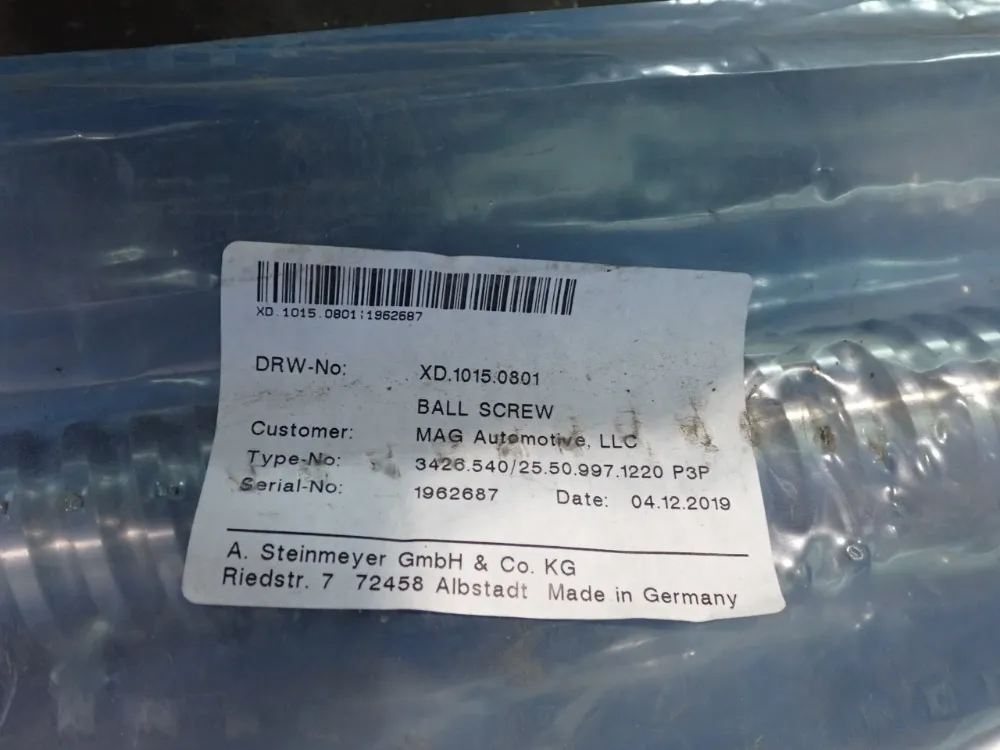 XD.1015.0801;1962687
DRW-No: XD.1015.0801
BALL SCREW
Customer: MAG Automotive, LLC
Type-No: 3426.540/25.50.997.1220 P3P
Serial-No: 1962687 Date: 04.12.2019
A. Steinmeyer GmbH & Co. KG
Riedstr. 7 72458 Albstadt Made in Germany